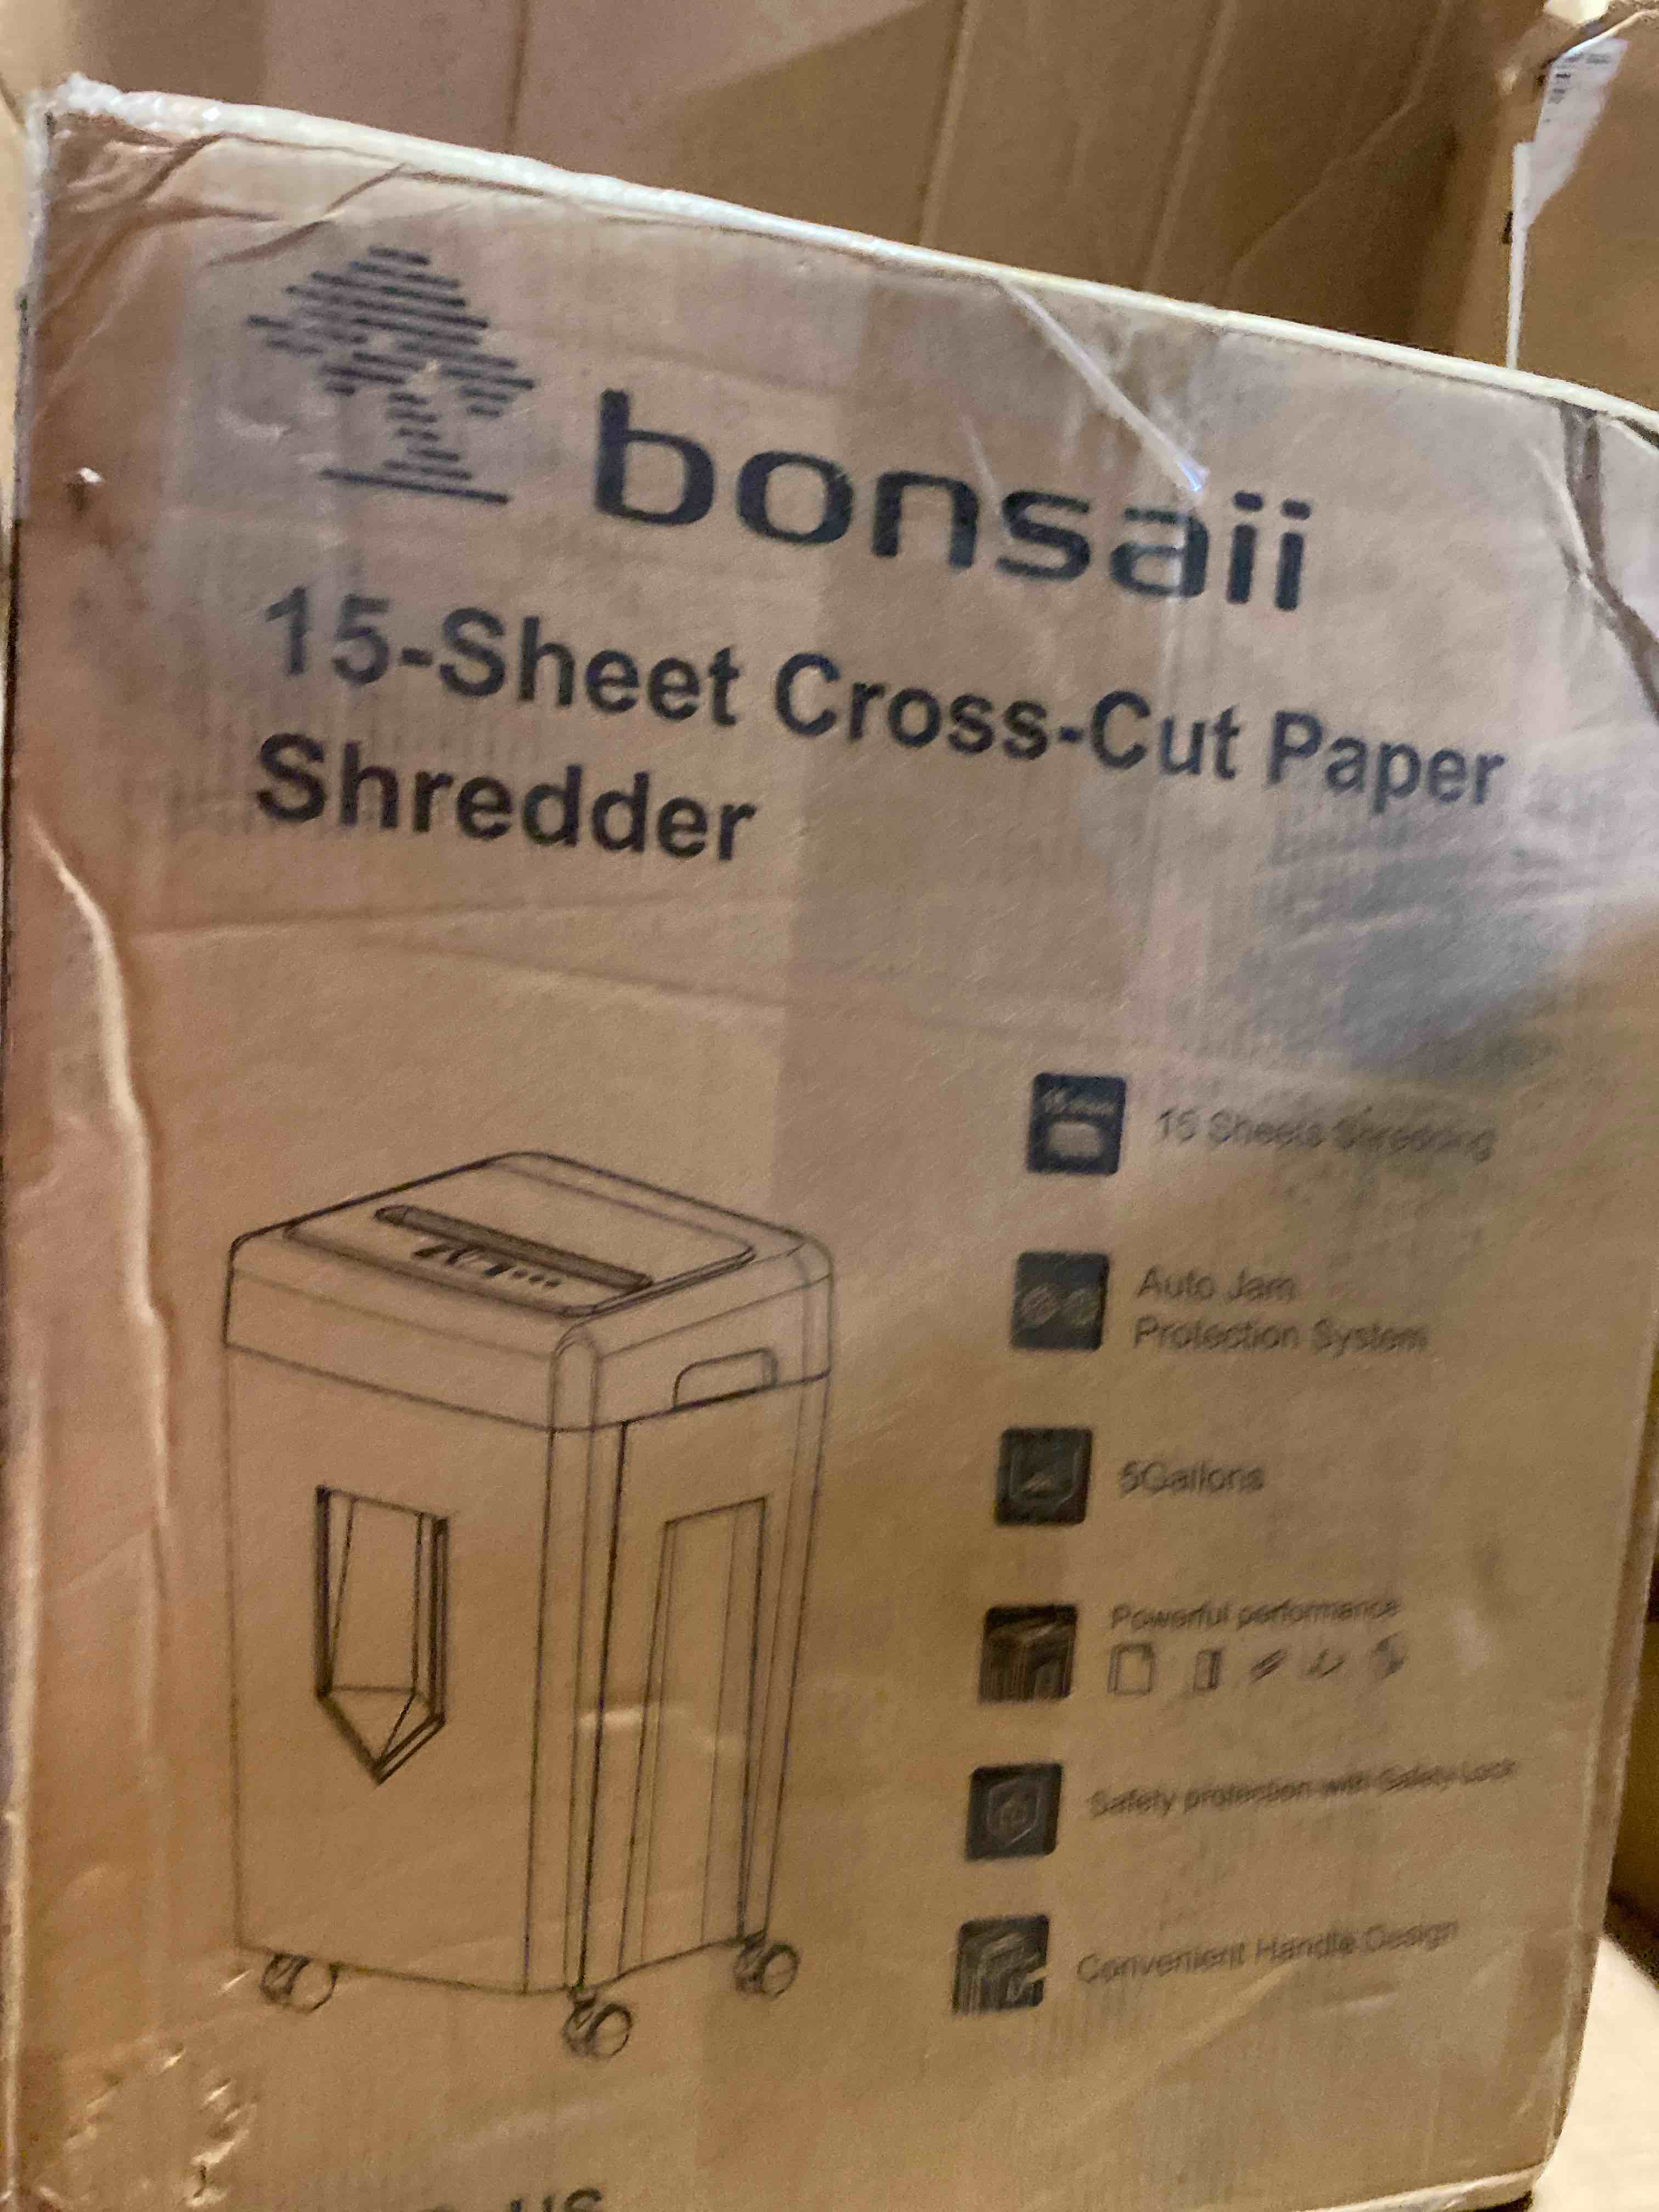 bonsaii
15-Sheet Cross-Cut Paper
Shredder
15 Sheets Shredding
Auto Jam
Protection System
5Gallons
Powerful performance
Safety protection with Safety Lock
Convenient Handle Design
US